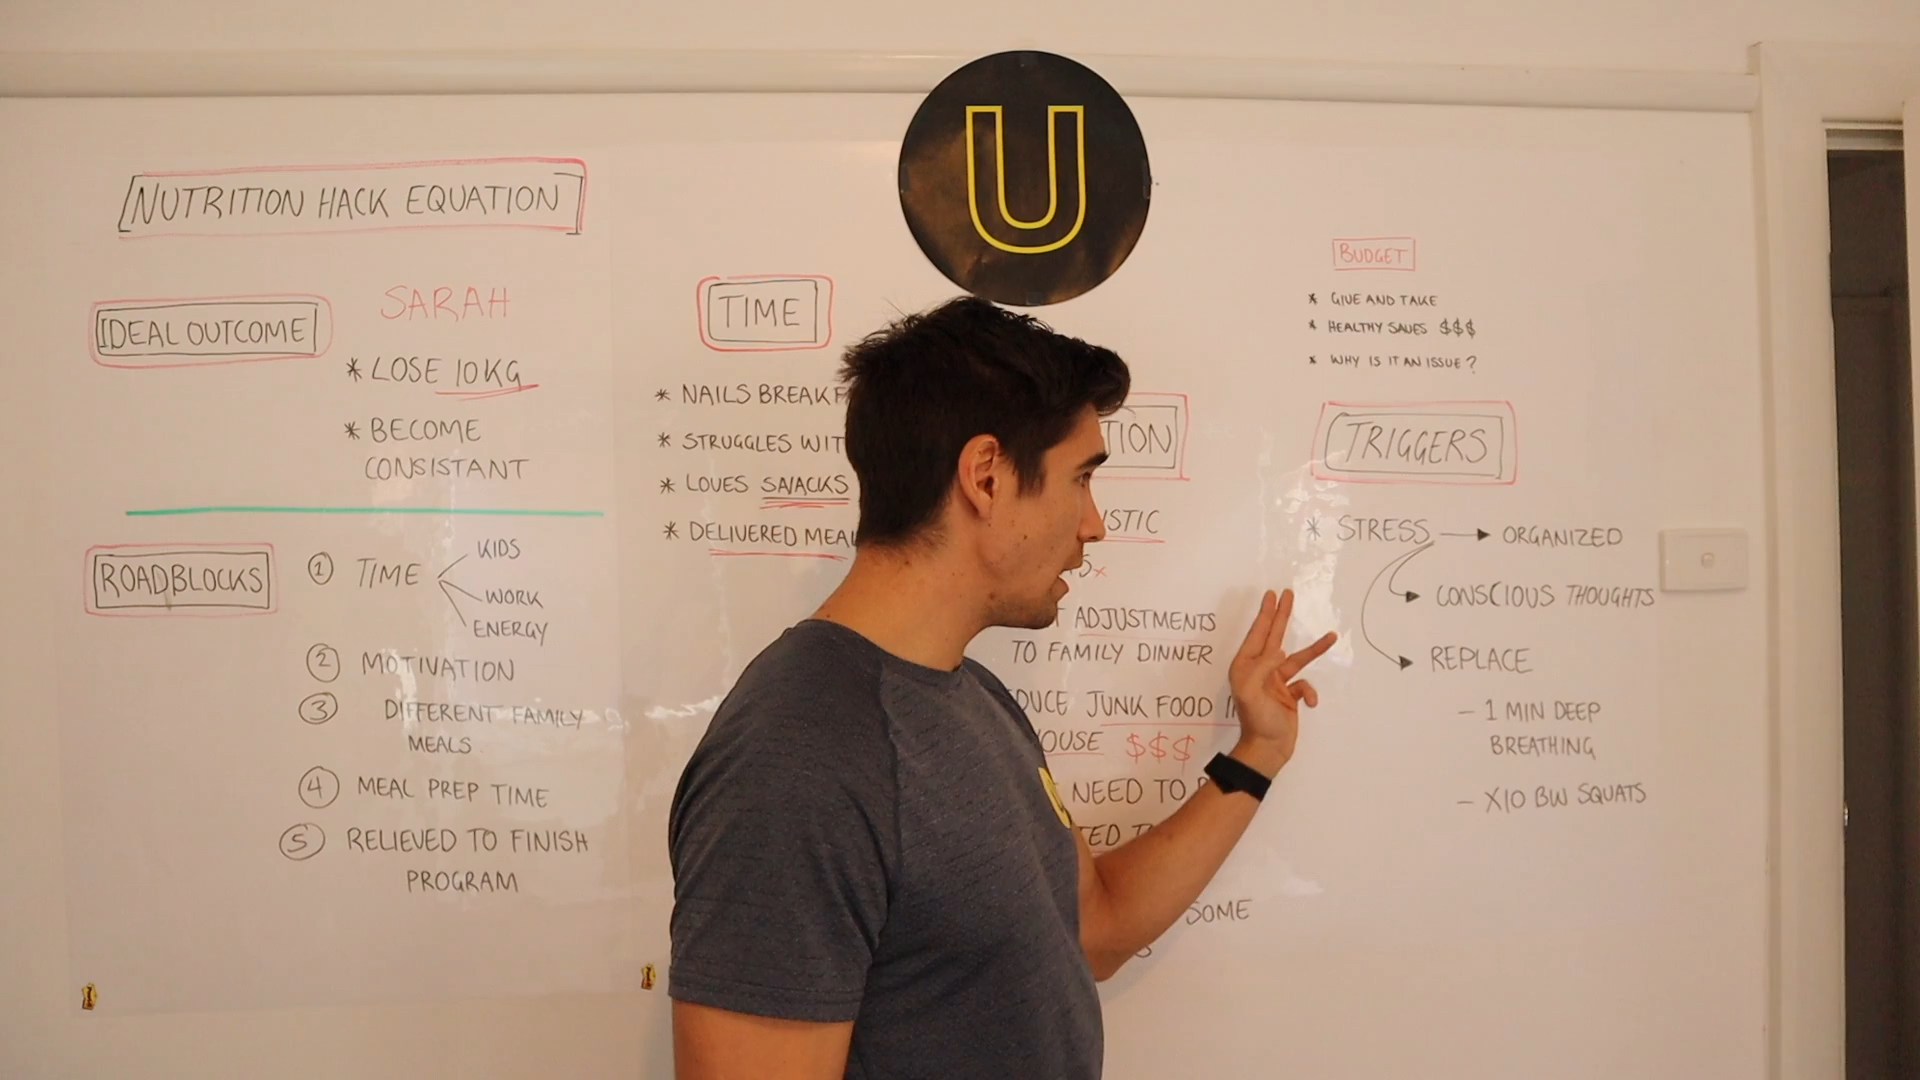 U
[NUTRITION HACK EQUATION]
IDEAL OUTCOME
SARAH
* LOSE 10KG
* BECOME
CONSISTANT
ROADBLOCKS
1 TIME
KIDS
WORK
ENERGY
2 MOTIVATION
3 DIFFERENT FAMILY
MEALS
4 MEAL PREP TIME
5 RELIEVED TO FINISH
PROGRAM
TIME
* NAILS
* STRUGGLES
* LOVES SNACKS
* DELIVERED
ADJUSTMENTS
TO FAMILY DINNER
JUNK FOOD
$$$
NEED TO
SOME
BUDGET
* GIVE AND TAKE
* HEALTHY SAVES $$$
* WHY IS IT AN ISSUE?
TRIGGERS
* STRESS → ORGANIZED
CONSCIOUS THOUGHTS
REPLACE
- 1 MIN DEEP
BREATHING
- X10 BW SQUATS